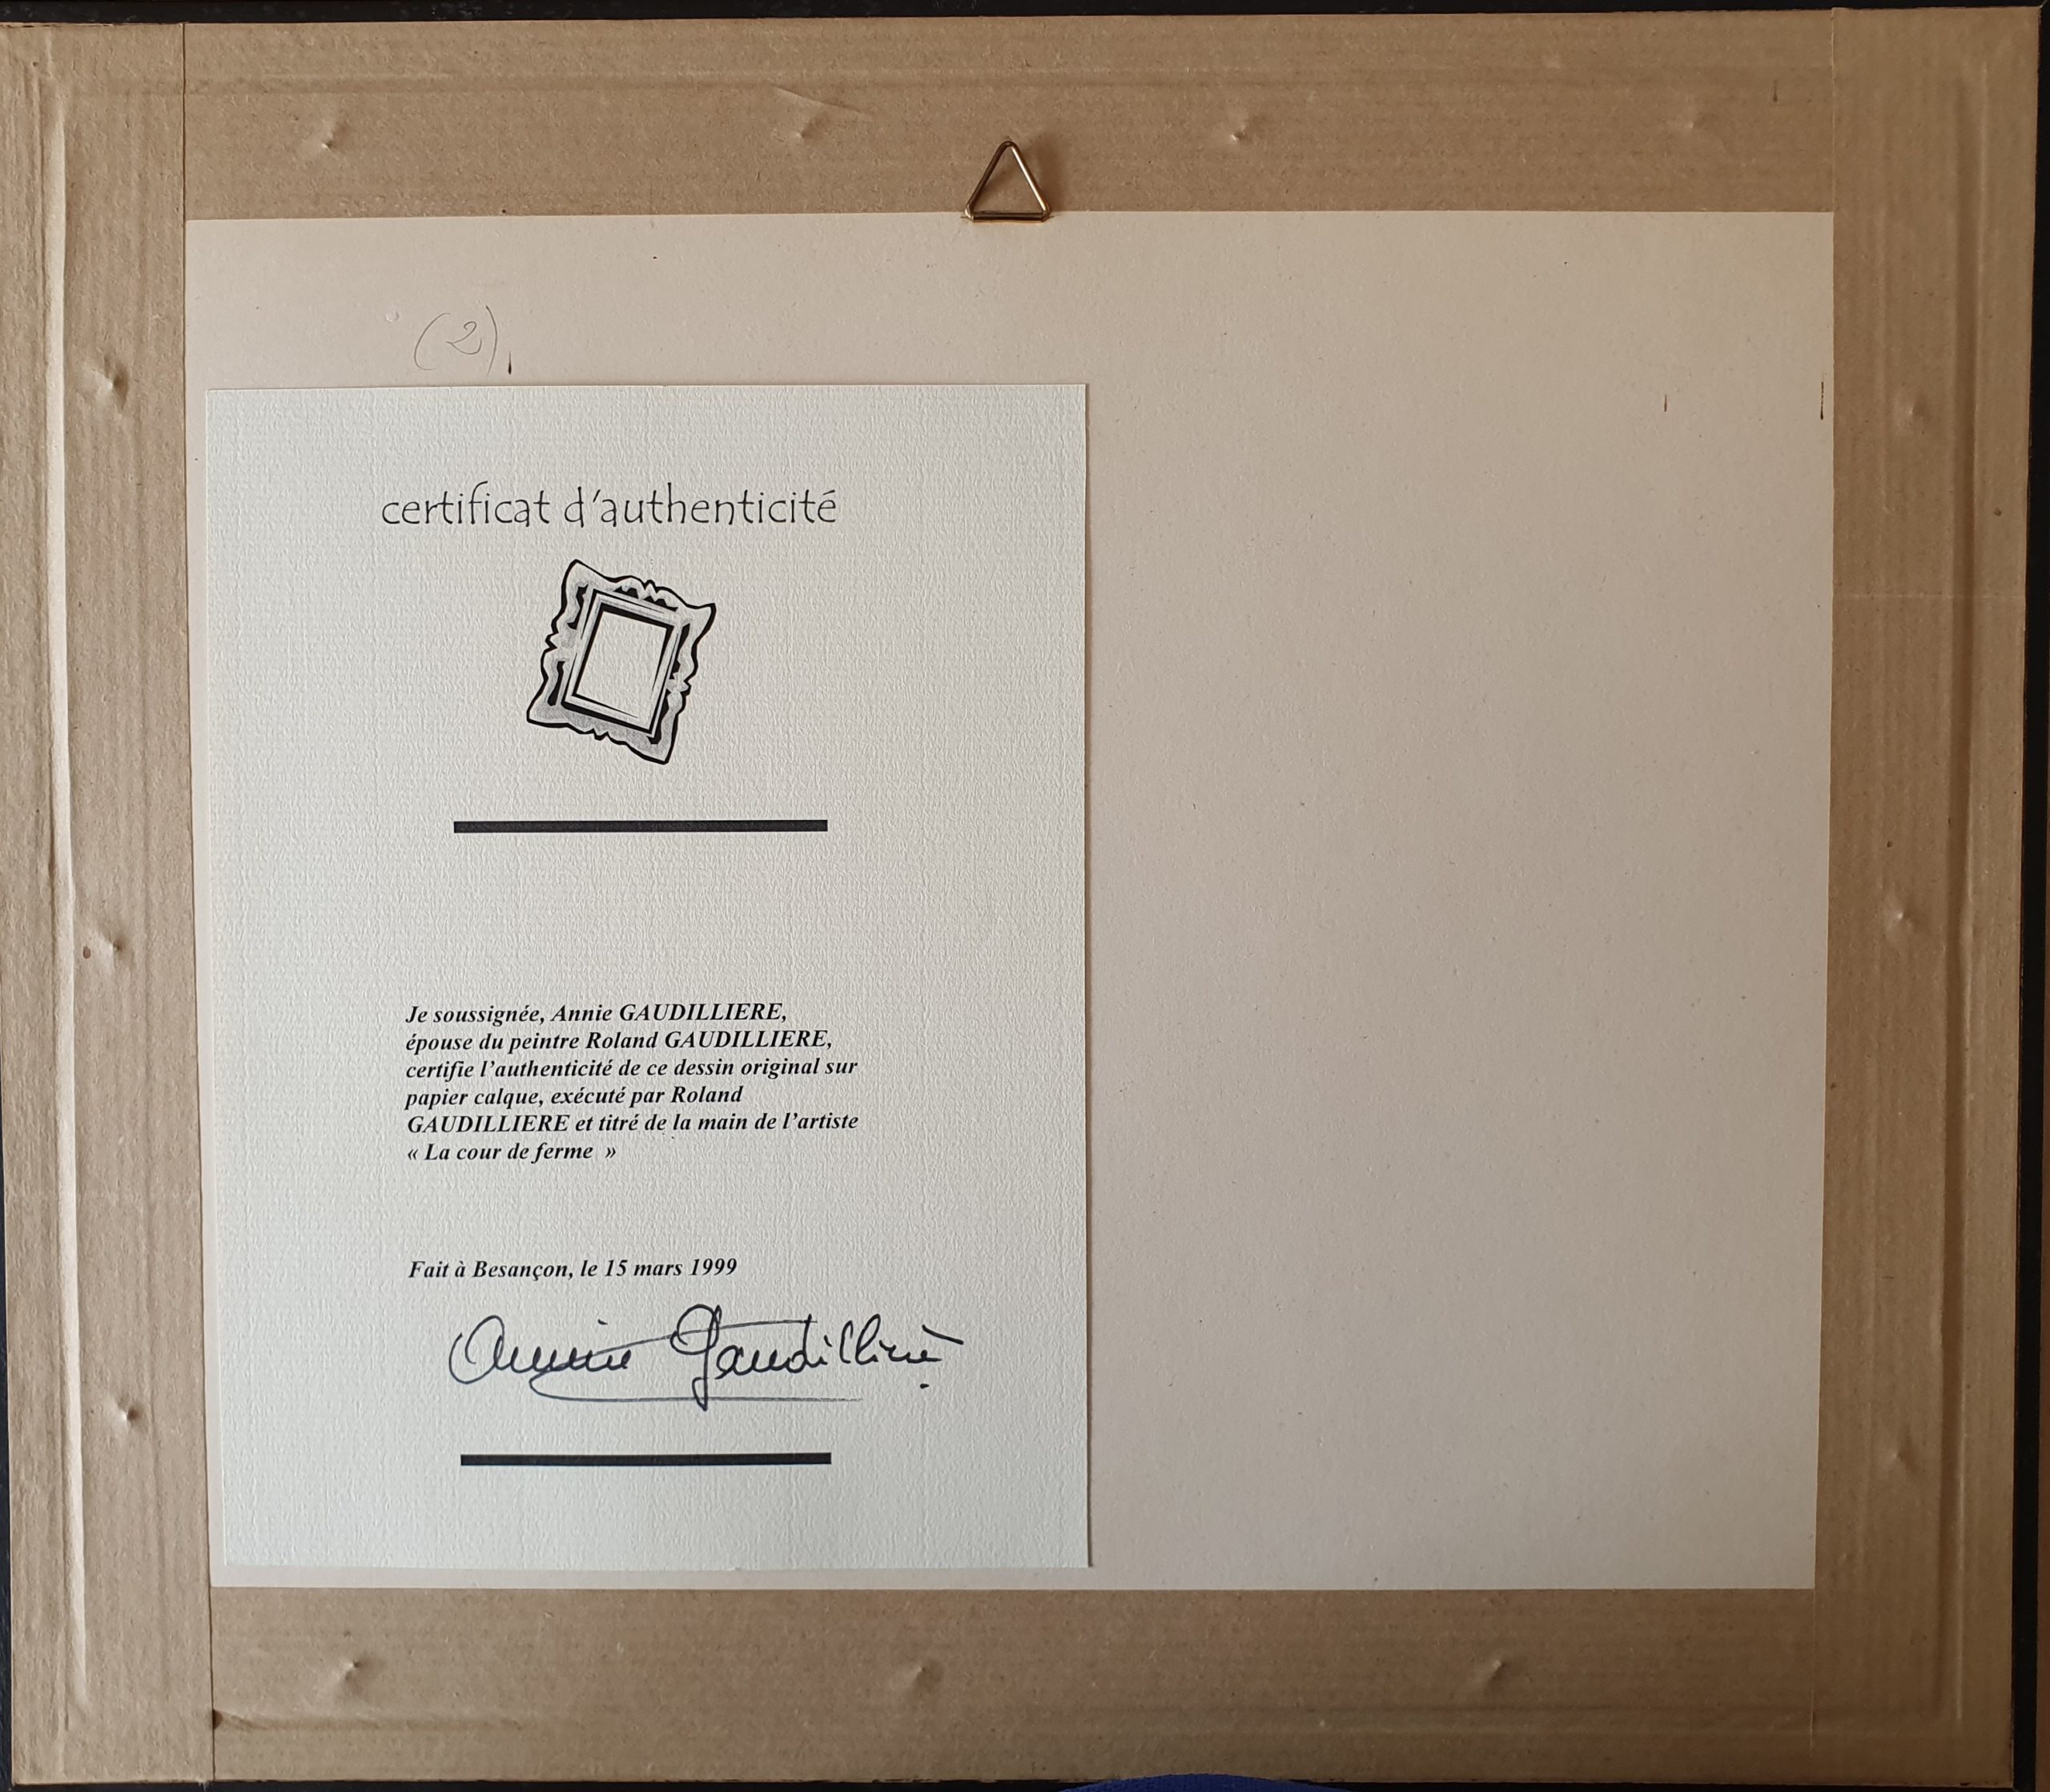 (2)
certificat d'authenticité
Je soussignée, Annie GAUDILLIERE,
épouse du peintre Roland GAUDILLIERE,
certifie l'authenticité de ce dessin original sur
papier calque, exécuté par Roland
GAUDILLIERE et titré de la main de l'artiste
« La cour de ferme »
Fait à Besançon, le 15 mars 1999
Annie Gaudillière